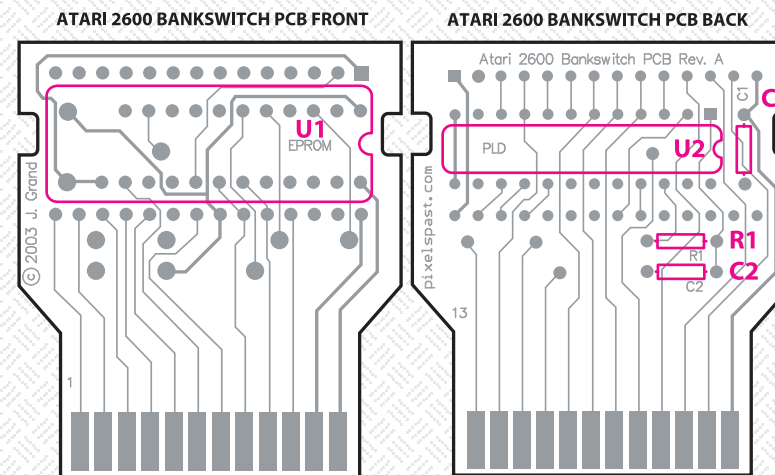 ATARI 2600 BANKSWITCH PCB FRONT
U1
EPROM
© 2003 J. Grand
1
ATARI 2600 BANKSWITCH PCB BACK
Atari 2600 Bankswitch PCB Rev. A
C1
C
PLD
U2
pixelspast.com
R1
R1
C2
C2
13